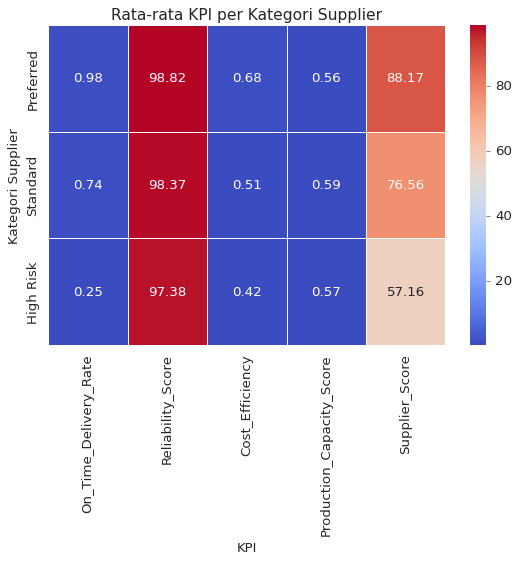 Rata-rata KPI per Kategori Supplier
Kategori Supplier
Preferred
0.98 98.82 0.68 0.56 88.17
Standard
0.74 98.37 0.51 0.59 76.56
High Risk
0.25 97.38 0.42 0.57 57.16
80
60
40
20
On_Time_Delivery_Rate
Reliability_Score
Cost_Efficiency
Production_Capacity_Score
Supplier_Score
KPI